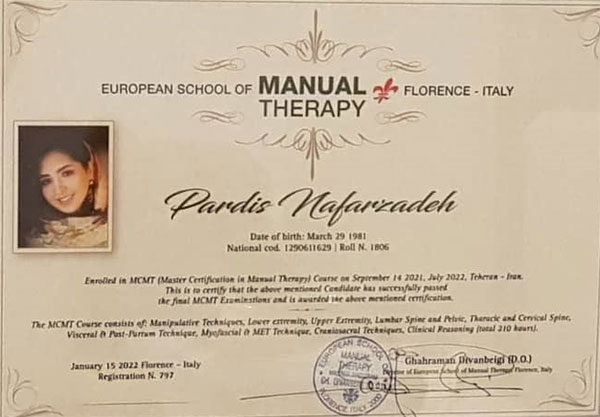 EUROPEAN SCHOOL OF MANUAL THERAPY FLORENCE - ITALY
Pardis Nafarzadeh
Date of birth: March 29 1981
National cod. 1290611629 | Roll N. 1806
Enrolled in MCMT (Master Certification in Manual Therapy) Course on September 14 2021, July 2022, Teheran - Iran.
This is to certify that the above mentioned Candidate has successfully passed
the final MCMT Examinations and is awarded the above mentioned certification.
The MCMT Course consists of: Manipulative Techniques, Lower extremity, Upper Extremity, Lumbar Spine and Pelvic, Thoracic and Cervical Spine,
Visceral & Post-Partum Technique, Myofascial & MET Technique, Craniosacral Techniques, Clinical Reasoning (total 210 hours).
January 15 2022 Florence - Italy
Registration N. 797
EUROPEAN SCHOOL OF
MANUAL
THERAPY
FLORENCE ITALY
Ghahraman Divanbeigi (D.O.)
of European School of Manual Therapy Florence, Italy